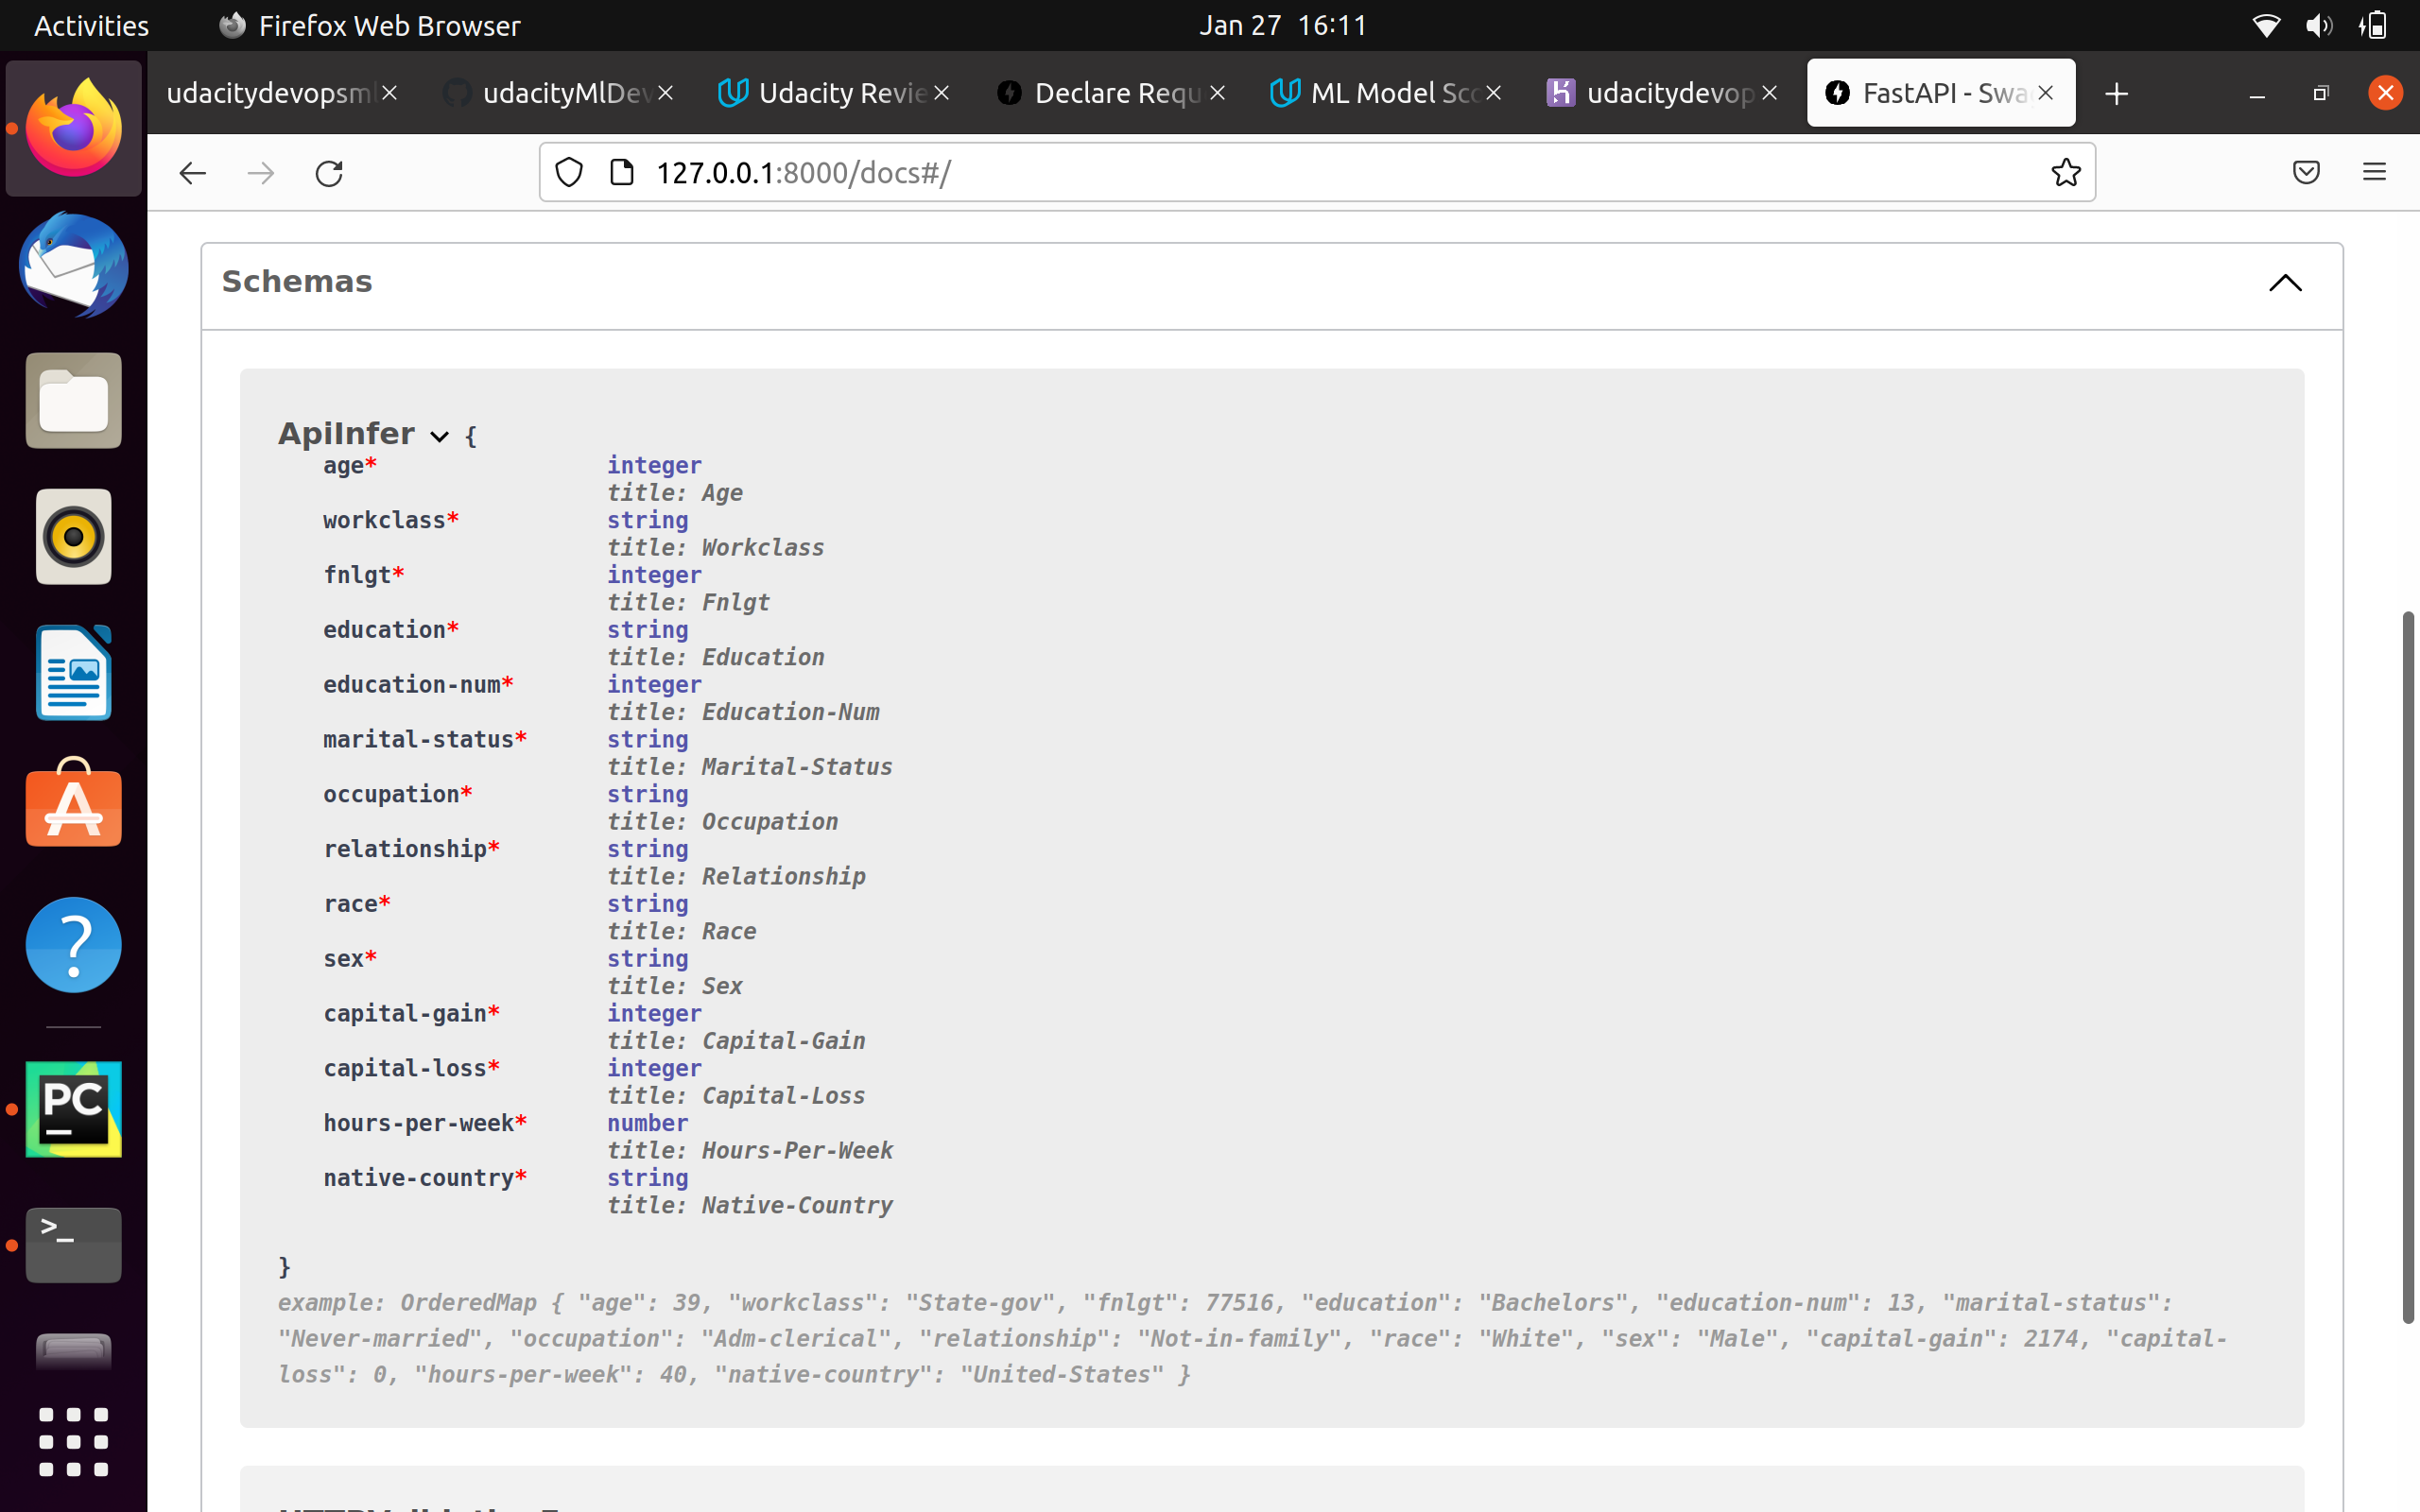 Activities Firefox Web Browser Jan 27 16:11
udacitydevopsml udacityMlDev Udacity Revie Declare Requ ML Model Sco udacitydevop FastAPI - Swa
127.0.0.1:8000/docs#/
Schemas
ApiInfer {
age* integer
title: Age
workclass* string
title: Workclass
fnlgt* integer
title: Fnlgt
education* string
title: Education
education-num* integer
title: Education-Num
marital-status* string
title: Marital-Status
occupation* string
title: Occupation
relationship* string
title: Relationship
race* string
title: Race
sex* string
title: Sex
capital-gain* integer
title: Capital-Gain
capital-loss* integer
title: Capital-Loss
hours-per-week* number
title: Hours-Per-Week
native-country* string
title: Native-Country
}
example: OrderedMap { "age": 39, "workclass": "State-gov", "fnlgt": 77516, "education": "Bachelors", "education-num": 13, "marital-status":
"Never-married", "occupation": "Adm-clerical", "relationship": "Not-in-family", "race": "White", "sex": "Male", "capital-gain": 2174, "capital-
loss": 0, "hours-per-week": 40, "native-country": "United-States" }
PC